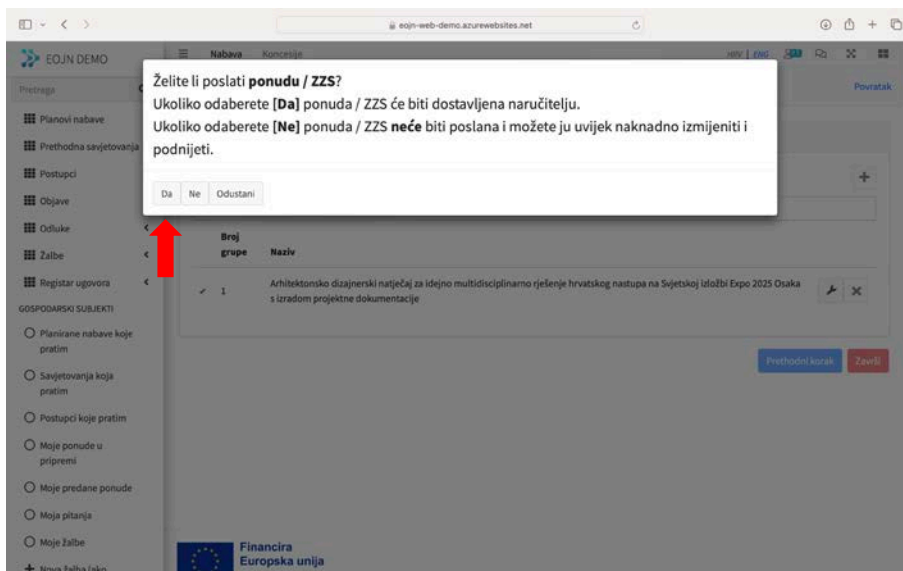 eojn-web-demo.azurewebsites.net
EOJN DEMO
Nabava Koncesije
HRV | ENG
Pretraga
Povratak
Želite li poslati ponudu / ZZS?
Ukoliko odaberete [Da] ponuda / ZZS će biti dostavljena naručitelju.
Ukoliko odaberete [Ne] ponuda / ZZS neće biti poslana i možete ju uvijek naknadno izmijeniti i
podnijeti.
Da Ne Odustani
Planovi nabave
Prethodna savjetovanja
Postupci
Objave
Odluke
Žalbe
Registar ugovora
GOSPODARSKI SUBJEKTI
Planirane nabave koje
pratim
Savjetovanja koja
pratim
Postupci koje pratim
Moje ponude u
pripremi
Moje predane ponude
Moja pitanja
Moje žalbe
Nova žalba (ako
Broj
grupe Naziv
1 Arhitektonsko dizajnerski natječaj za idejno multidisciplinarno rješenje hrvatskog nastupa na Svjetskoj izložbi Expo 2025 Osaka
s izradom projektne dokumentacije
Prethodni korak Završi
Financira
Europska unija